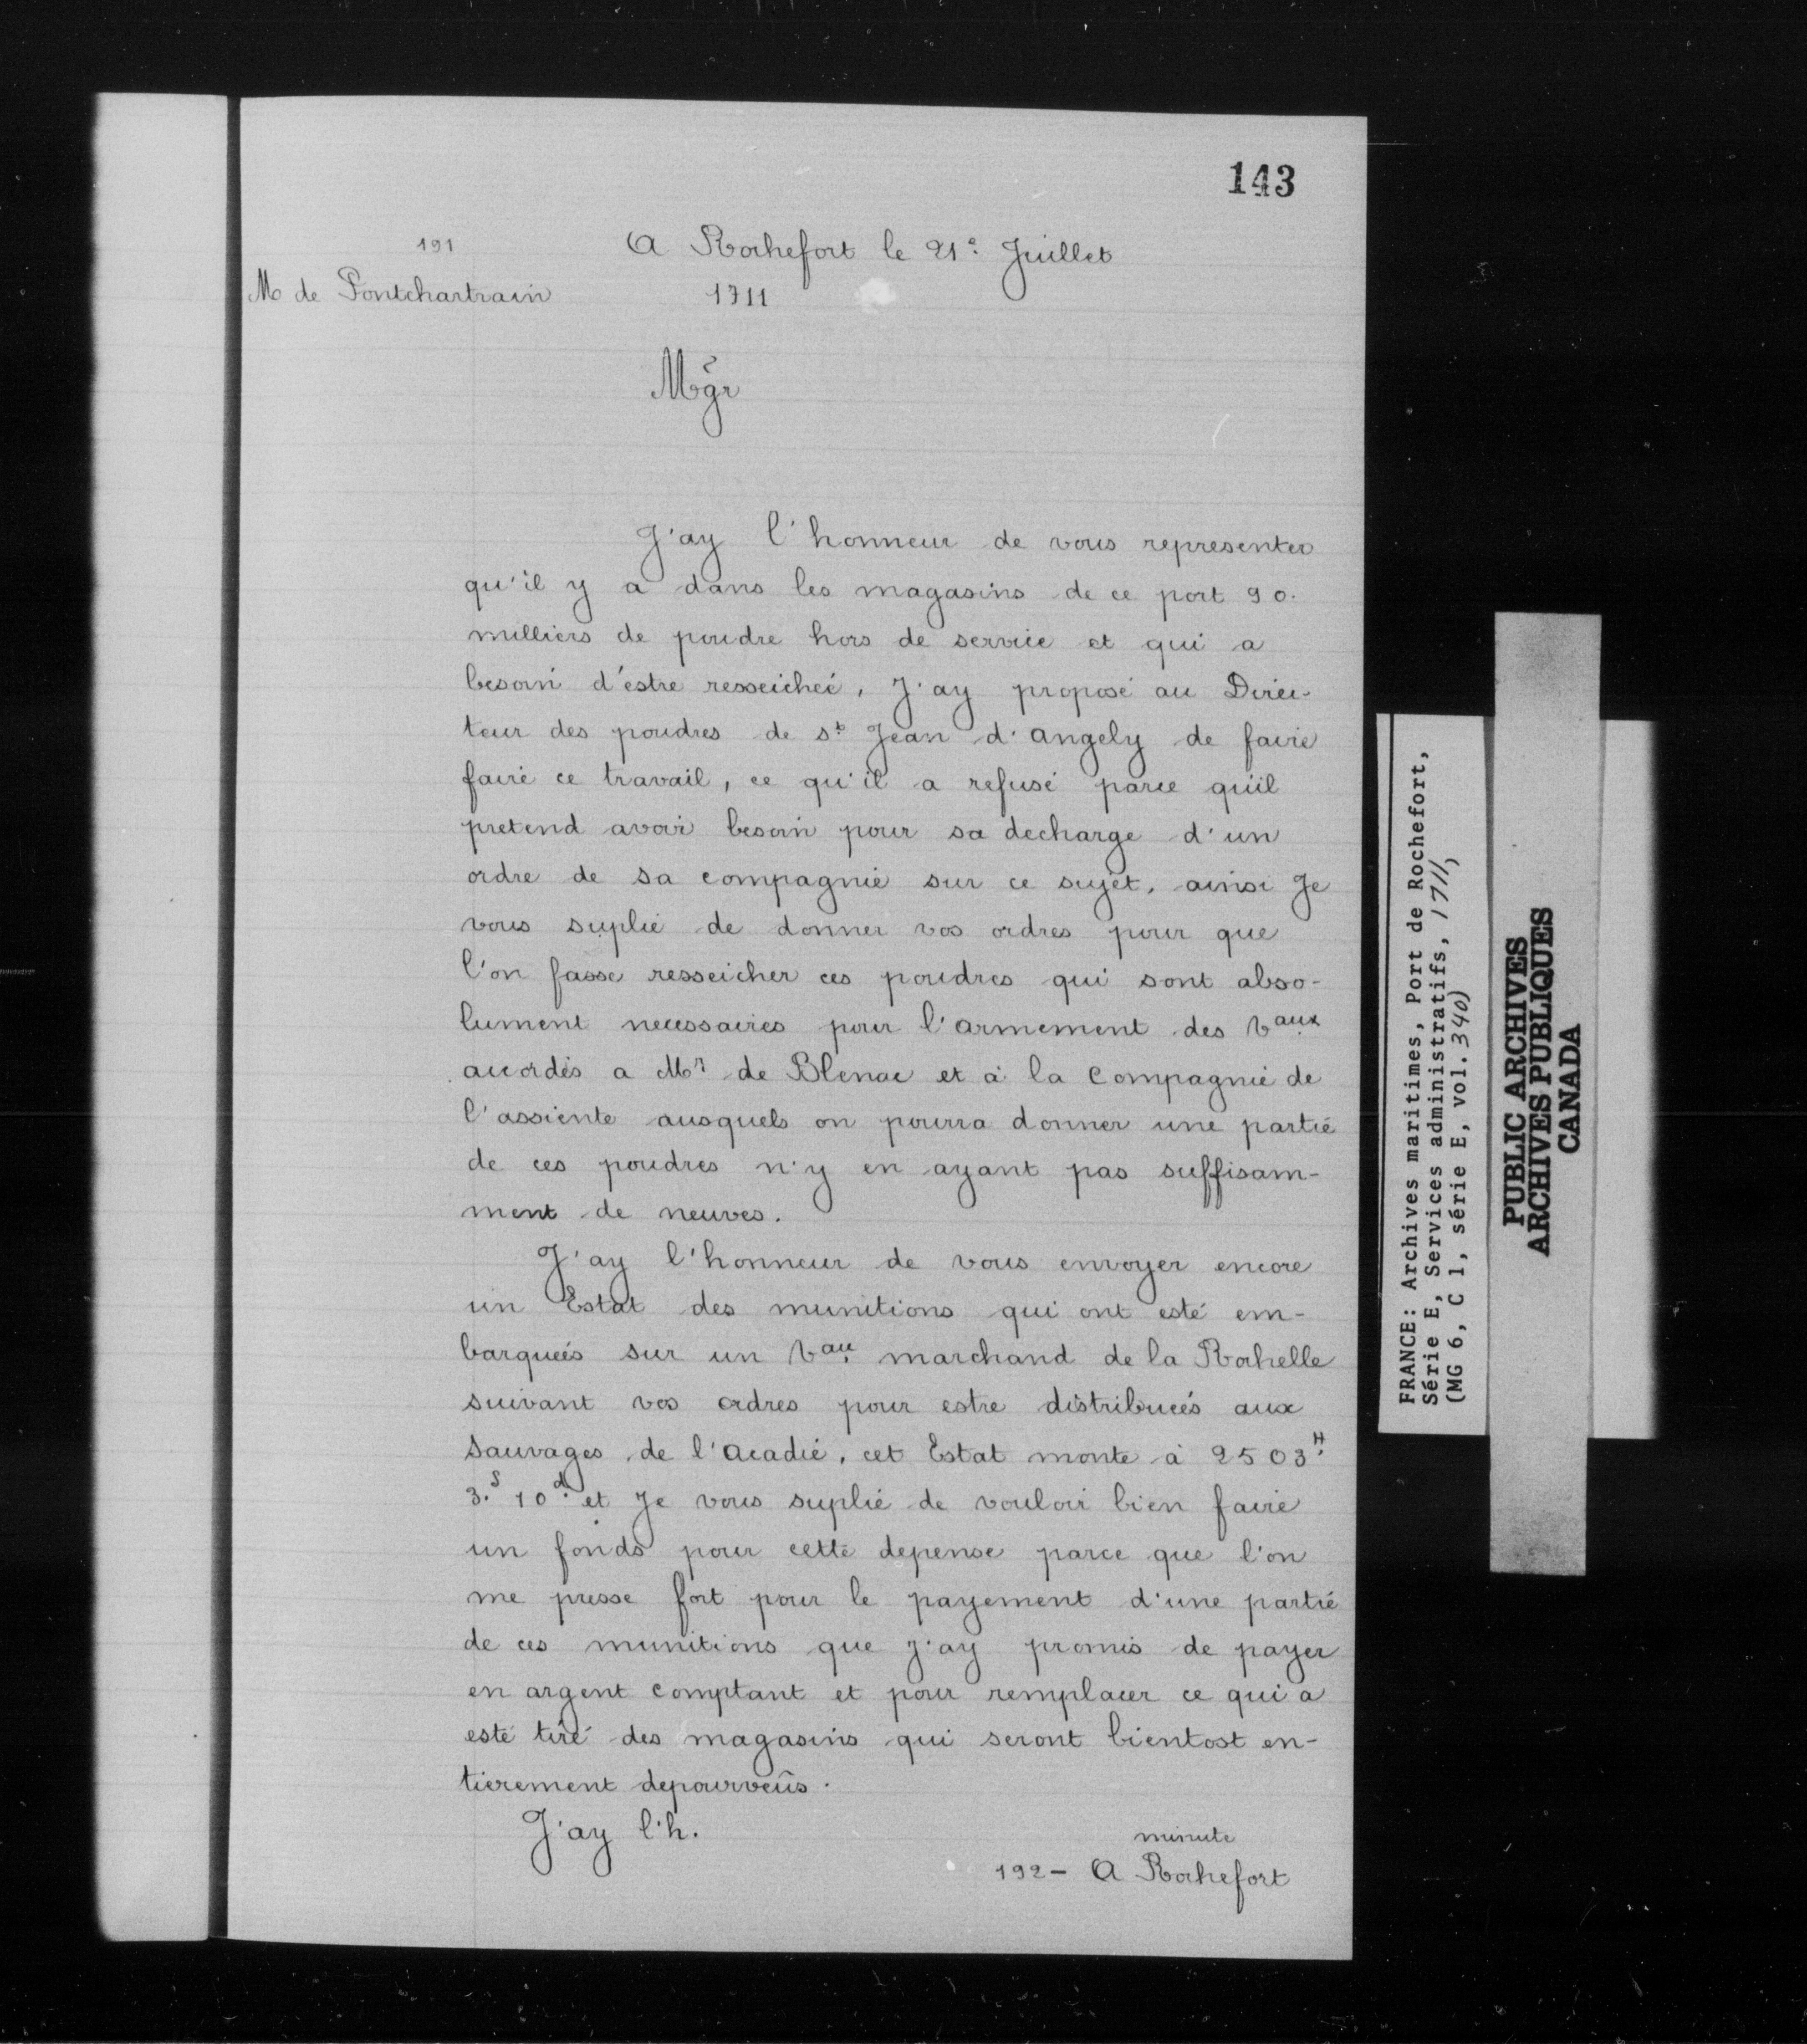 143
191
A Rochefort le 21e Juillet
M de Pontchartrain
1711
Mgr
J'ay l'honneur de vous representer
qu'il y a dans les magasins de ce port 90.
milliers de poudre hors de service et qui a
besoin d'éstre resseicheé, J'ay proposé au Direc-
teur des poudres de st Jean d'angely de faire
faire ce travail, ce qu'il a refusé parce qu'il
pretend avoir besoin pour sa decharge d'un
ordre de sa compagnie sur ce sujet, ainsi Je
vous suplie de donner vos ordres pour que
l'on fasse resseicher ces poudres qui sont abso-
lument necessaires pour l'armement des vaux
accordés a Mr de Blenac et à la Compagnie de
l'assiente ausquels on pourra donner une partie
de ces poudres n'y en ayant pas suffisam-
ment de neuves.
J'ay l'honneur de vous envoyer encore
un Estat des munitions qui ont esté em-
barqueés sur un vau marchand de la Rochelle
suivant vos ordres pour estre distribueés aux
Sauvages de l'acadie, cet Estat monte à 2503#
3.s 10.d et Je vous suplie de vouloir bien faire
un fonds pour cette depense parce que l'on
me presse fort pour le payement d'une partie
de ces munitions que J'ay promis de payer
en argent comptant et pour remplacer ce qui a
esté tiré des magasins qui seront bientost en-
tierement depourveûs.
J'ay l'h.
minute
192 - A Rochefort
FRANCE: Archives maritimes, Port de Rochefort,
Série E, Services administratifs, 1711,
(MG 6, C 1, série E, vol. 340)
PUBLIC ARCHIVES
ARCHIVES PUBLIQUES
CANADA